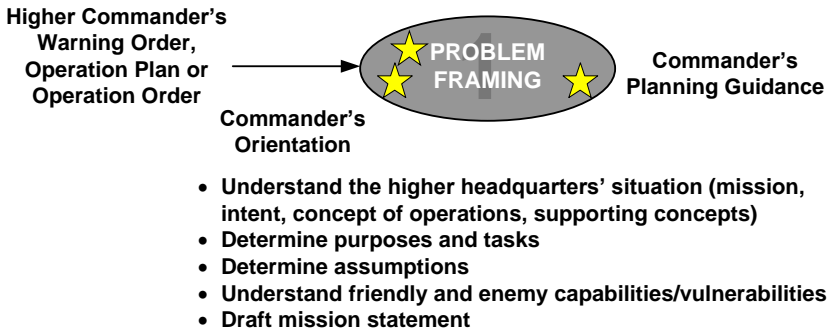 Higher Commander's
Warning Order,
Operation Plan or
Operation Order
1
PROBLEM
FRAMING
Commander's
Planning Guidance
Commander's
Orientation
• Understand the higher headquarters' situation (mission,
intent, concept of operations, supporting concepts)
• Determine purposes and tasks
• Determine assumptions
• Understand friendly and enemy capabilities/vulnerabilities
• Draft mission statement